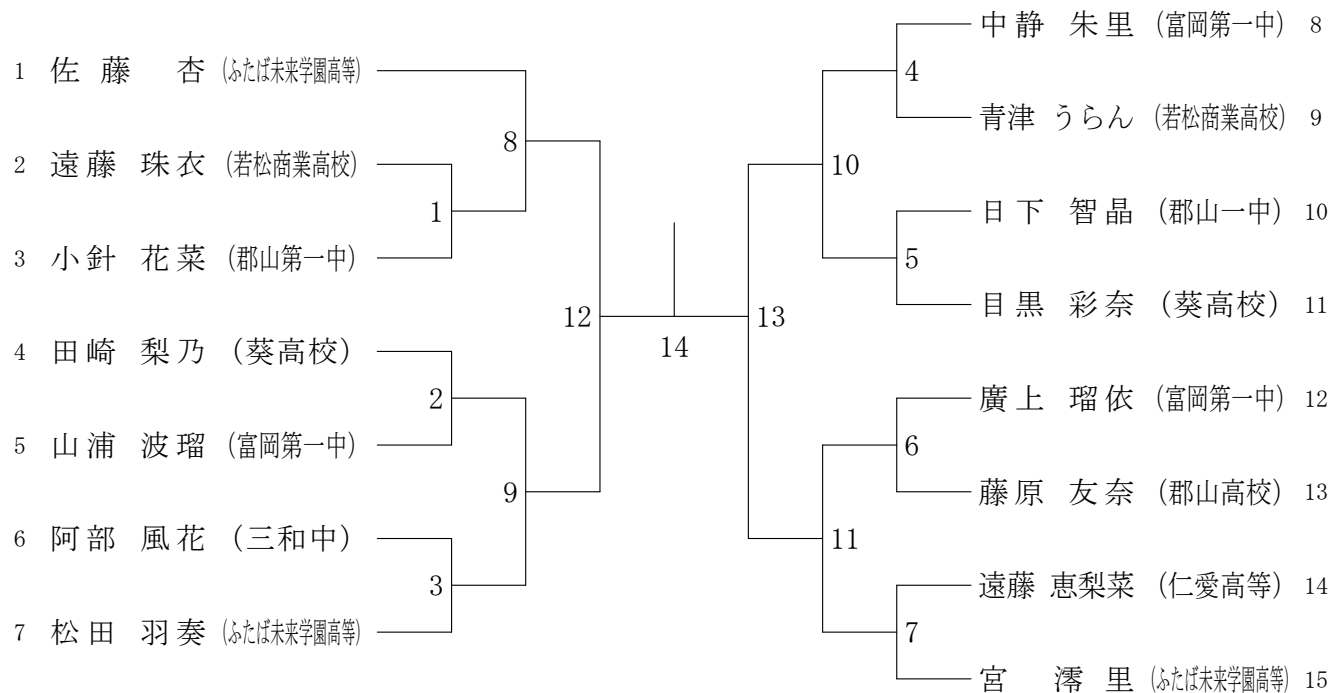 1 佐藤 杏 (ふたば未来学園高等)
2 遠藤 珠衣 (若松商業高校)
3 小針 花菜 (郡山第一中)
4 田崎 梨乃 (葵高校)
5 山浦 波瑠 (富岡第一中)
6 阿部 風花 (三和中)
7 松田 羽奏 (ふたば未来学園高等)
8
1
2
9
3
12
14
13
10
4
5
11
6
7
中静 朱里 (富岡第一中) 8
青津 うらん (若松商業高校) 9
日下 智晶 (郡山一中) 10
目黒 彩奈 (葵高校) 11
廣上 瑠依 (富岡第一中) 12
藤原 友奈 (郡山高校) 13
遠藤 恵梨菜 (仁愛高等) 14
宮 澪里 (ふたば未来学園高等) 15